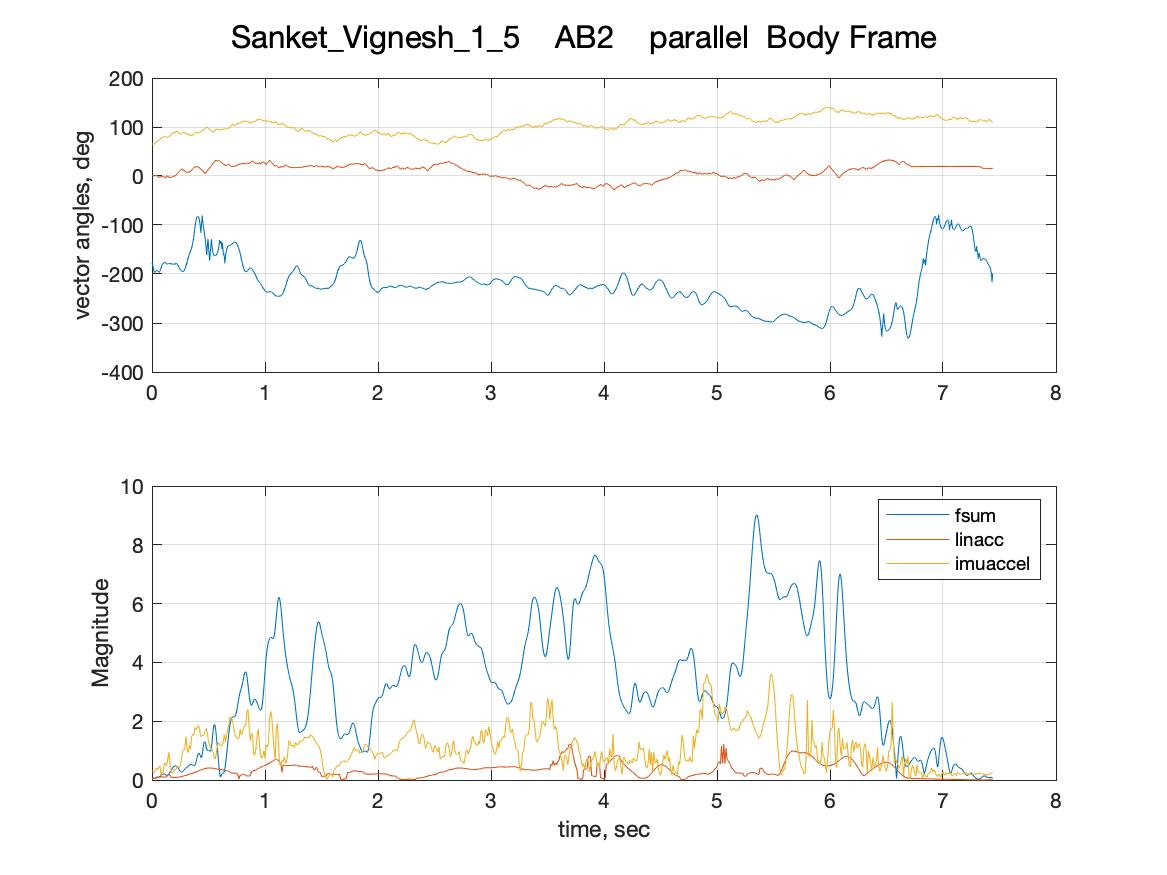 Sanket_Vignesh_1_5 AB2 parallel Body Frame
200
100
0
-100
-200
-300
-400
vector angles, deg
0 1 2 3 4 5 6 7 8
10
8
6
4
2
0
Magnitude
fsum
linacc
imuaccel
0 1 2 3 4 5 6 7 8
time, sec